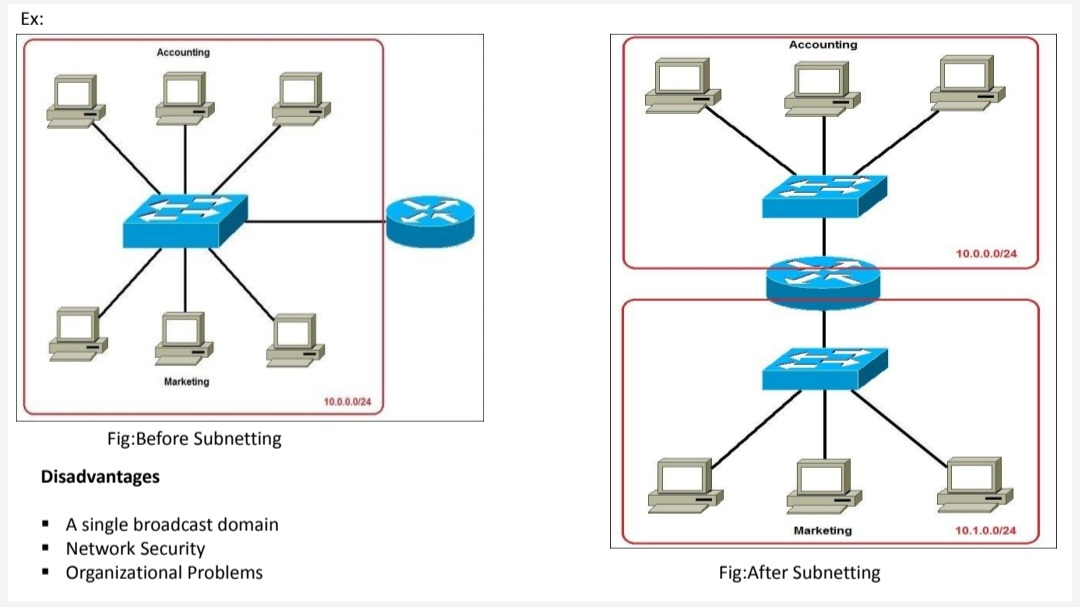 Ex:
Accounting
Marketing
10.0.0.0/24
Fig:Before Subnetting
Disadvantages
▪ A single broadcast domain
▪ Network Security
▪ Organizational Problems
Accounting
10.0.0.0/24
Marketing
10.1.0.0/24
Fig:After Subnetting